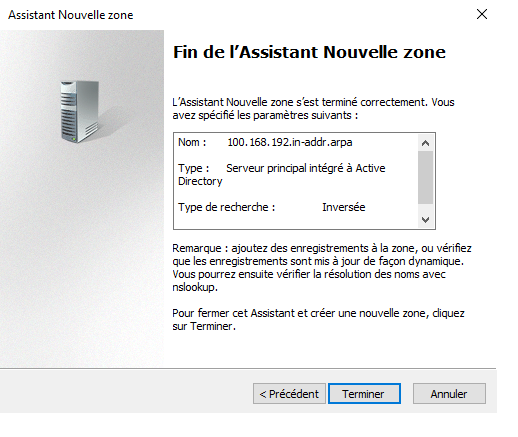 Assistant Nouvelle zone
Fin de l'Assistant Nouvelle zone
L'Assistant Nouvelle zone s'est terminé correctement. Vous
avez spécifié les paramètres suivants :
Nom : 100.168.192.in-addr.arpa
Type : Serveur principal intégré à Active
Directory
Type de recherche : Inversée
Remarque : ajoutez des enregistrements à la zone, ou vérifiez
que les enregistrements sont mis à jour de façon dynamique.
Vous pourrez ensuite vérifier la résolution des noms avec
nslookup.
Pour fermer cet Assistant et créer une nouvelle zone, cliquez
sur Terminer.
< Précédent Terminer Annuler